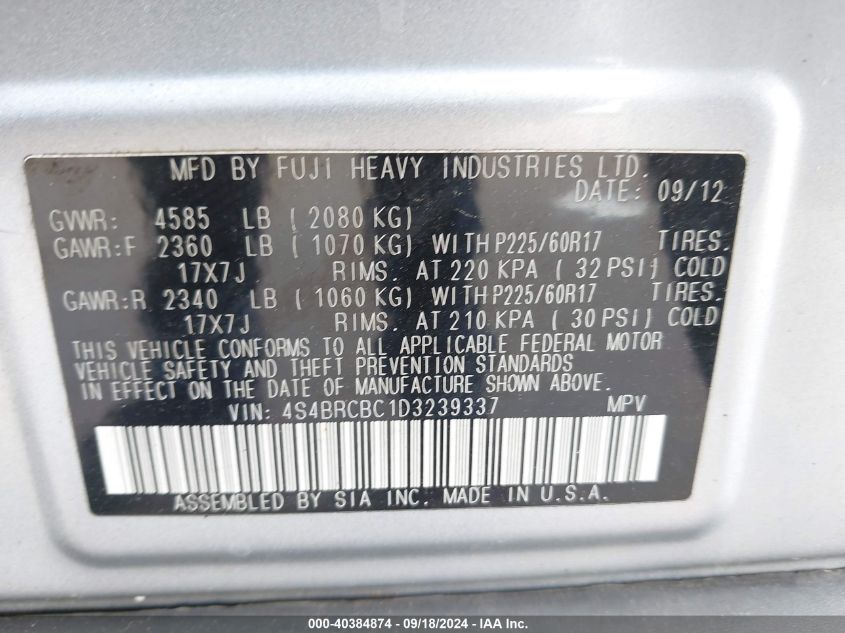 MFD BY FUJI HEAVY INDUSTRIES LTD.
DATE: 09/12
GVWR: 4585 LB ( 2080 KG)
GAWR:F 2360 LB ( 1070 KG) WITH P225/60R17 TIRES.
17X7J RIMS. AT 220 KPA ( 32 PSI) COLD
GAWR:R 2340 LB ( 1060 KG) WITH P225/60R17 TIRES.
17X7J RIMS. AT 210 KPA ( 30 PSI) COLD
THIS VEHICLE CONFORMS TO ALL APPLICABLE FEDERAL MOTOR
VEHICLE SAFETY AND THEFT PREVENTION STANDARDS
IN EFFECT ON THE DATE OF MANUFACTURE SHOWN ABOVE.
VIN: 4S4BRCBC1D3239337 MPV
ASSEMBLED BY SIA INC. MADE IN U.S.A.
000-40384874 - 09/18/2024 - IAA Inc.